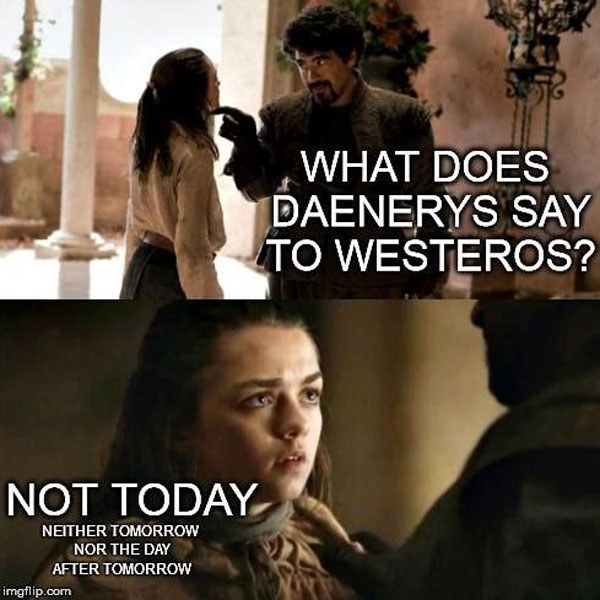 WHAT DOES
DAENERYS SAY
TO WESTEROS?
NOT TODAY
NEITHER TOMORROW
NOR THE DAY
AFTER TOMORROW
imgflip.com